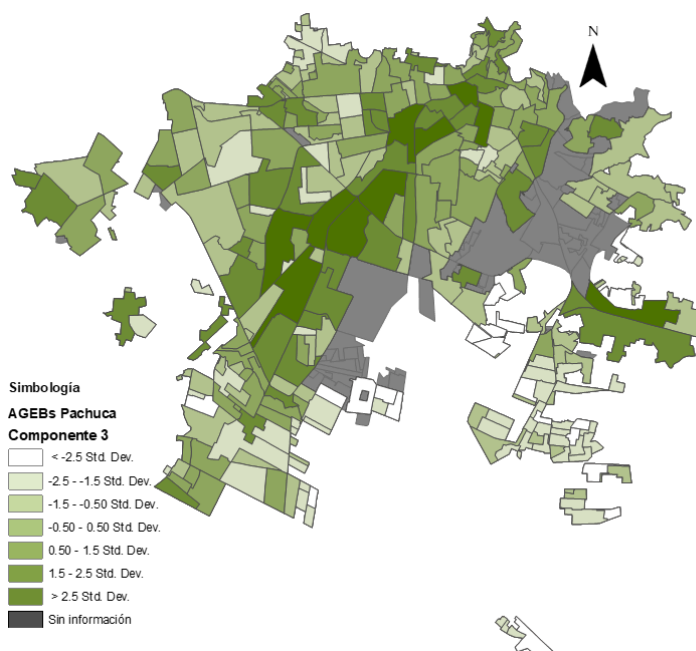 N
Simbología
AGEBs Pachuca
Componente 3
< -2.5 Std. Dev.
-2.5 - -1.5 Std. Dev.
-1.5 - -0.50 Std. Dev.
-0.50 - 0.50 Std. Dev.
0.50 - 1.5 Std. Dev.
1.5 - 2.5 Std. Dev.
> 2.5 Std. Dev.
Sin información